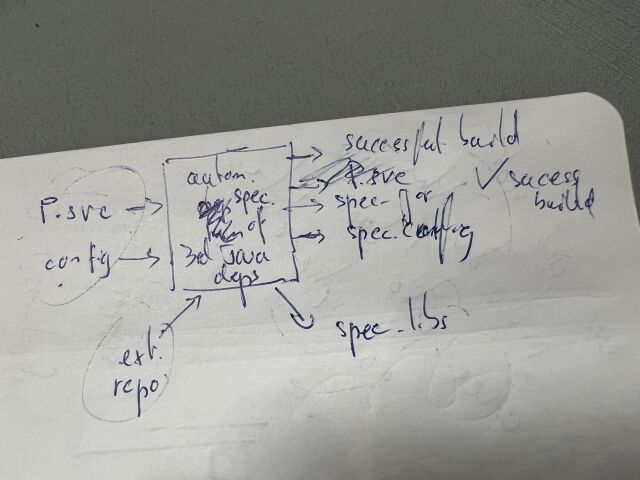 successful build
P.svc
spec. or
spec. config
✓ sucess
build
autom.
spec.
of
3d Java
deps
P.svc
config
ext.
repo.
spec. libs